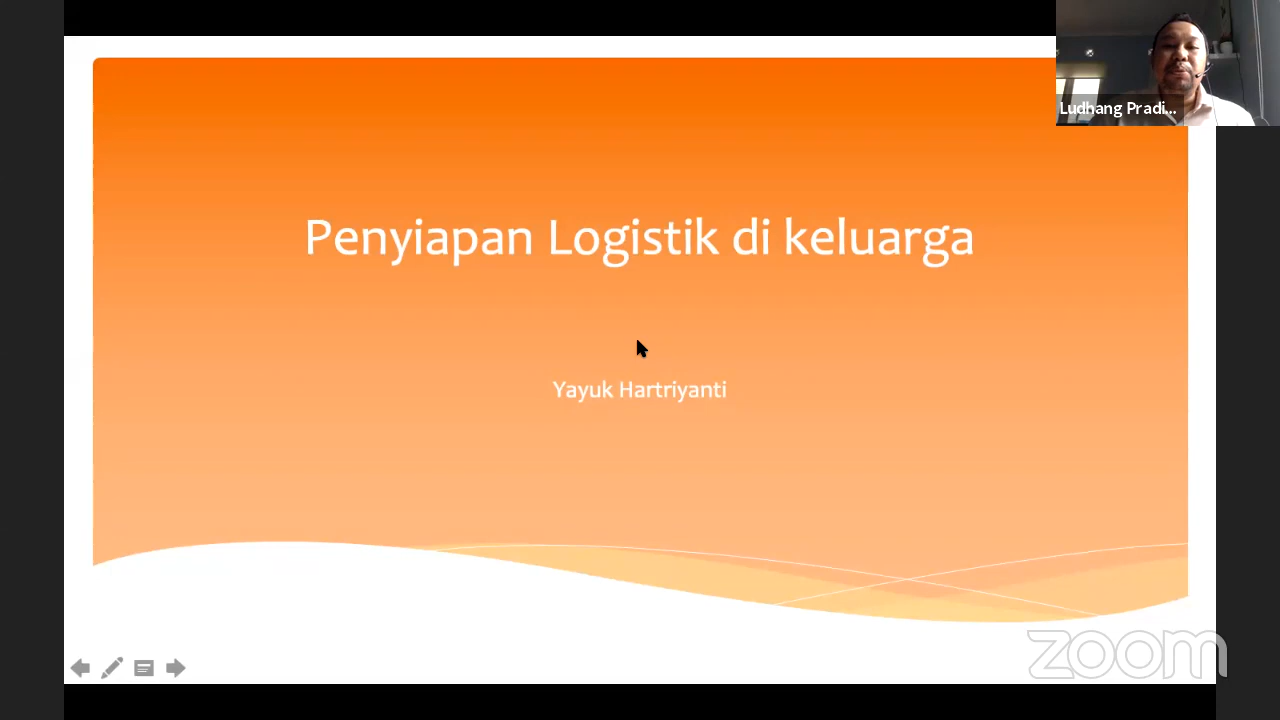 Ludhang Pradi...
Penyiapan Logistik di keluarga
Yayuk Hartriyanti
zoom